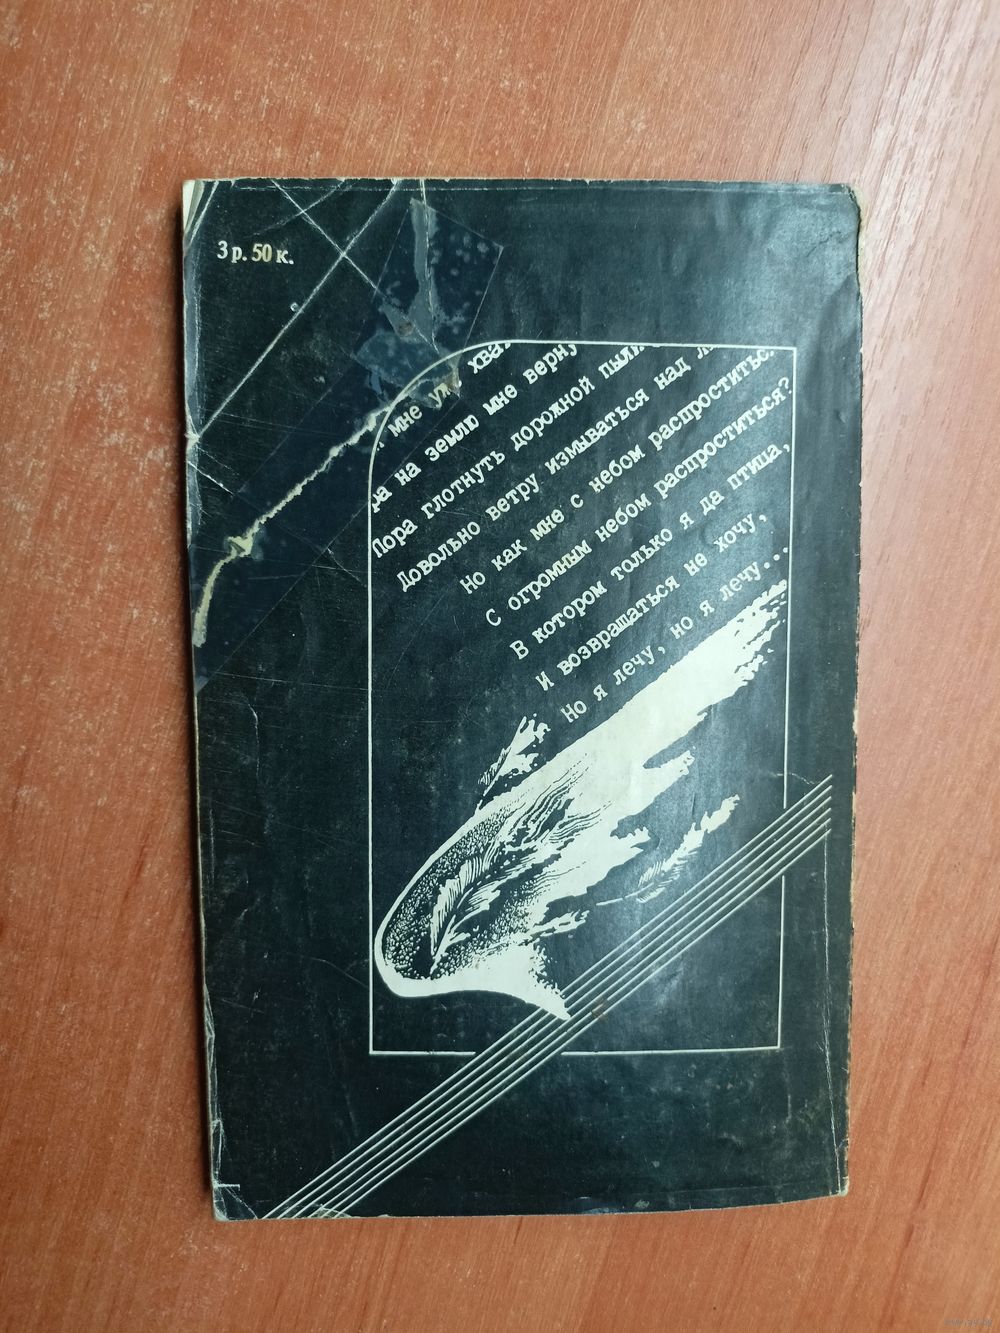 3 р. 50 к.
мне уж хва
ра на землю мне верну
Пора глотнуть дорожной пыли
Довольно ветру измываться над
Но как мне с небом распроститься
С огромным небом распроститься?
В котором только я да птица,
И возвращаться не хочу,
Но я лечу, но я лечу...